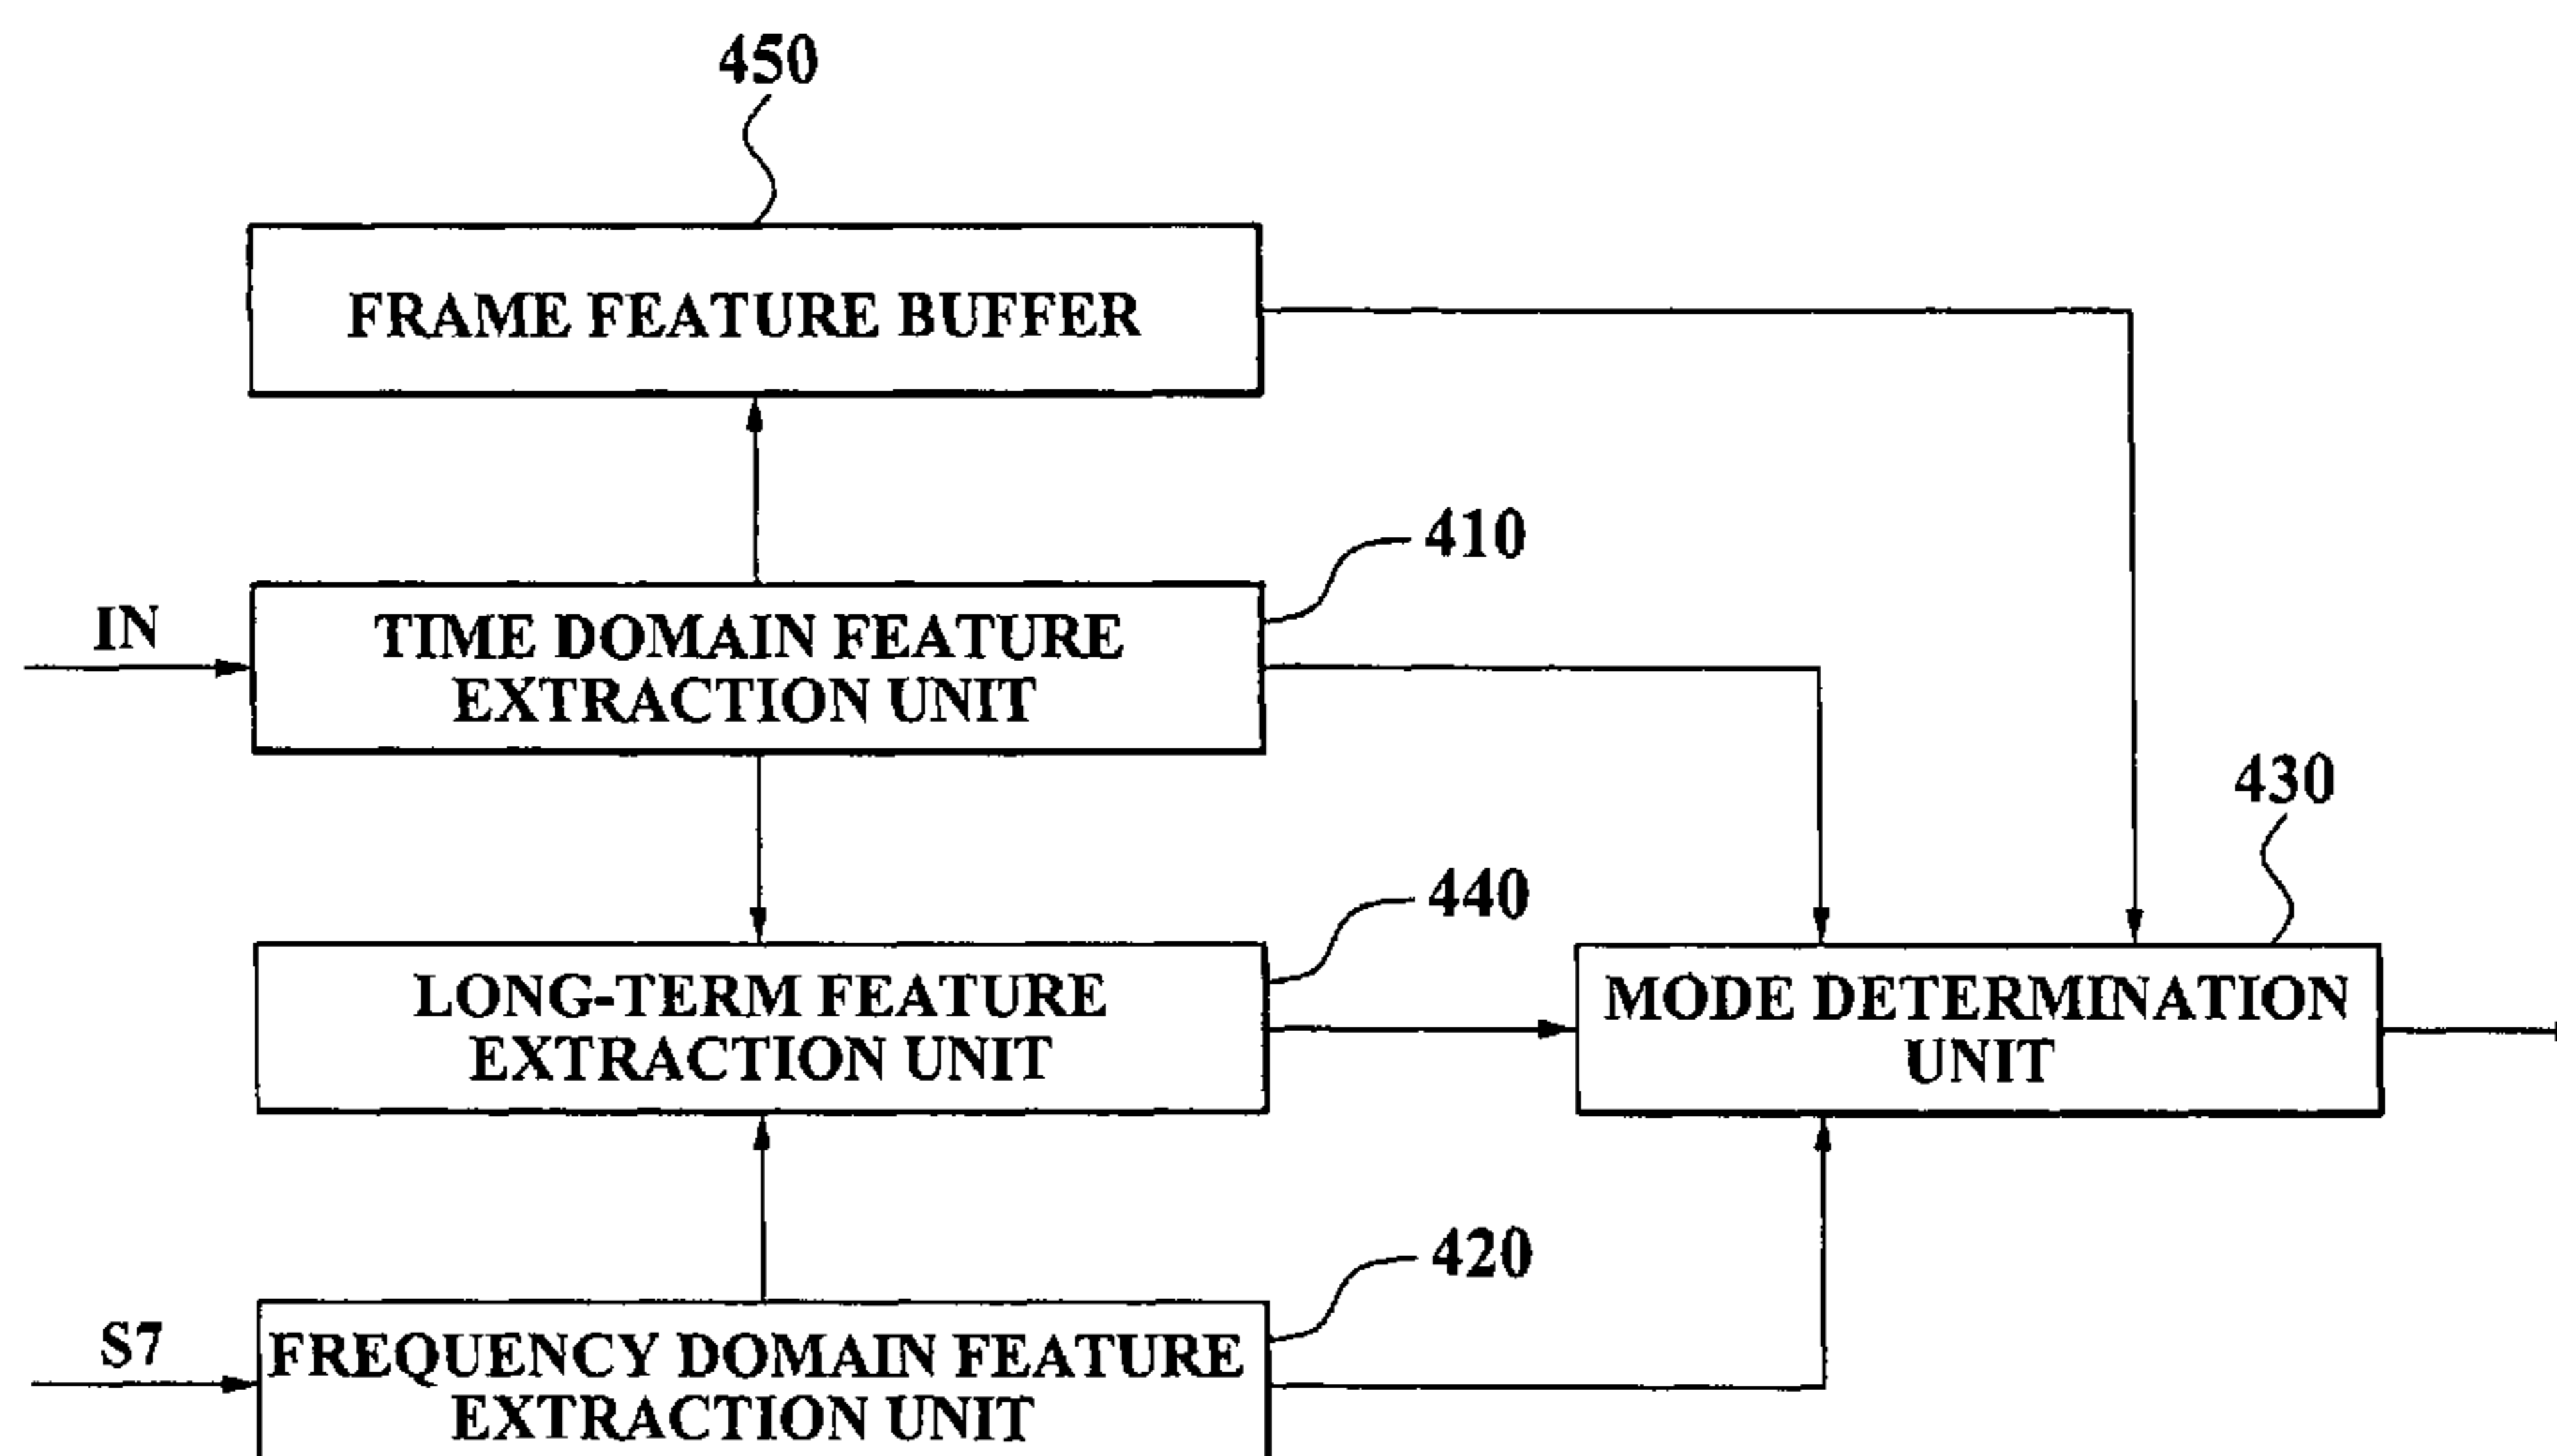 450
FRAME FEATURE BUFFER
410
IN
TIME DOMAIN FEATURE
EXTRACTION UNIT
430
440
LONG-TERM FEATURE
EXTRACTION UNIT
MODE DETERMINATION
UNIT
420
S7
FREQUENCY DOMAIN FEATURE
EXTRACTION UNIT